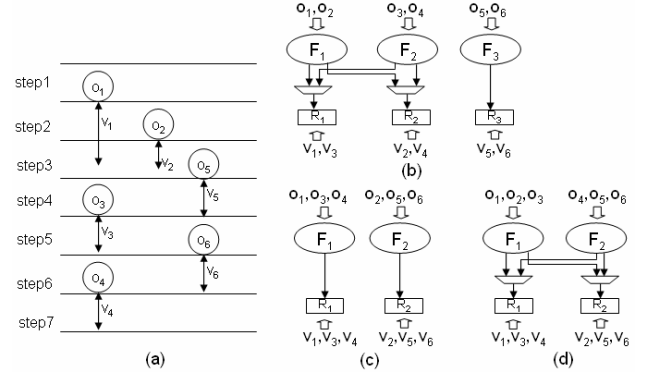 step1
step2
step3
step4
step5
step6
step7
o1
o2
o5
o3
o6
o4
v1
v2
v5
v3
v6
v4
(a)
o1,o2 o3,o4 o5,o6
F1 F2 F3
R1 R2 R3
v1,v3 v2,v4 v5,v6
(b)
o1,o3,o4 o2,o5,o6
F1 F2
R1 R2
v1,v3,v4 v2,v5,v6
(c)
o1,o2,o3 o4,o5,o6
F1 F2
R1 R2
v1,v3,v4 v2,v5,v6
(d)